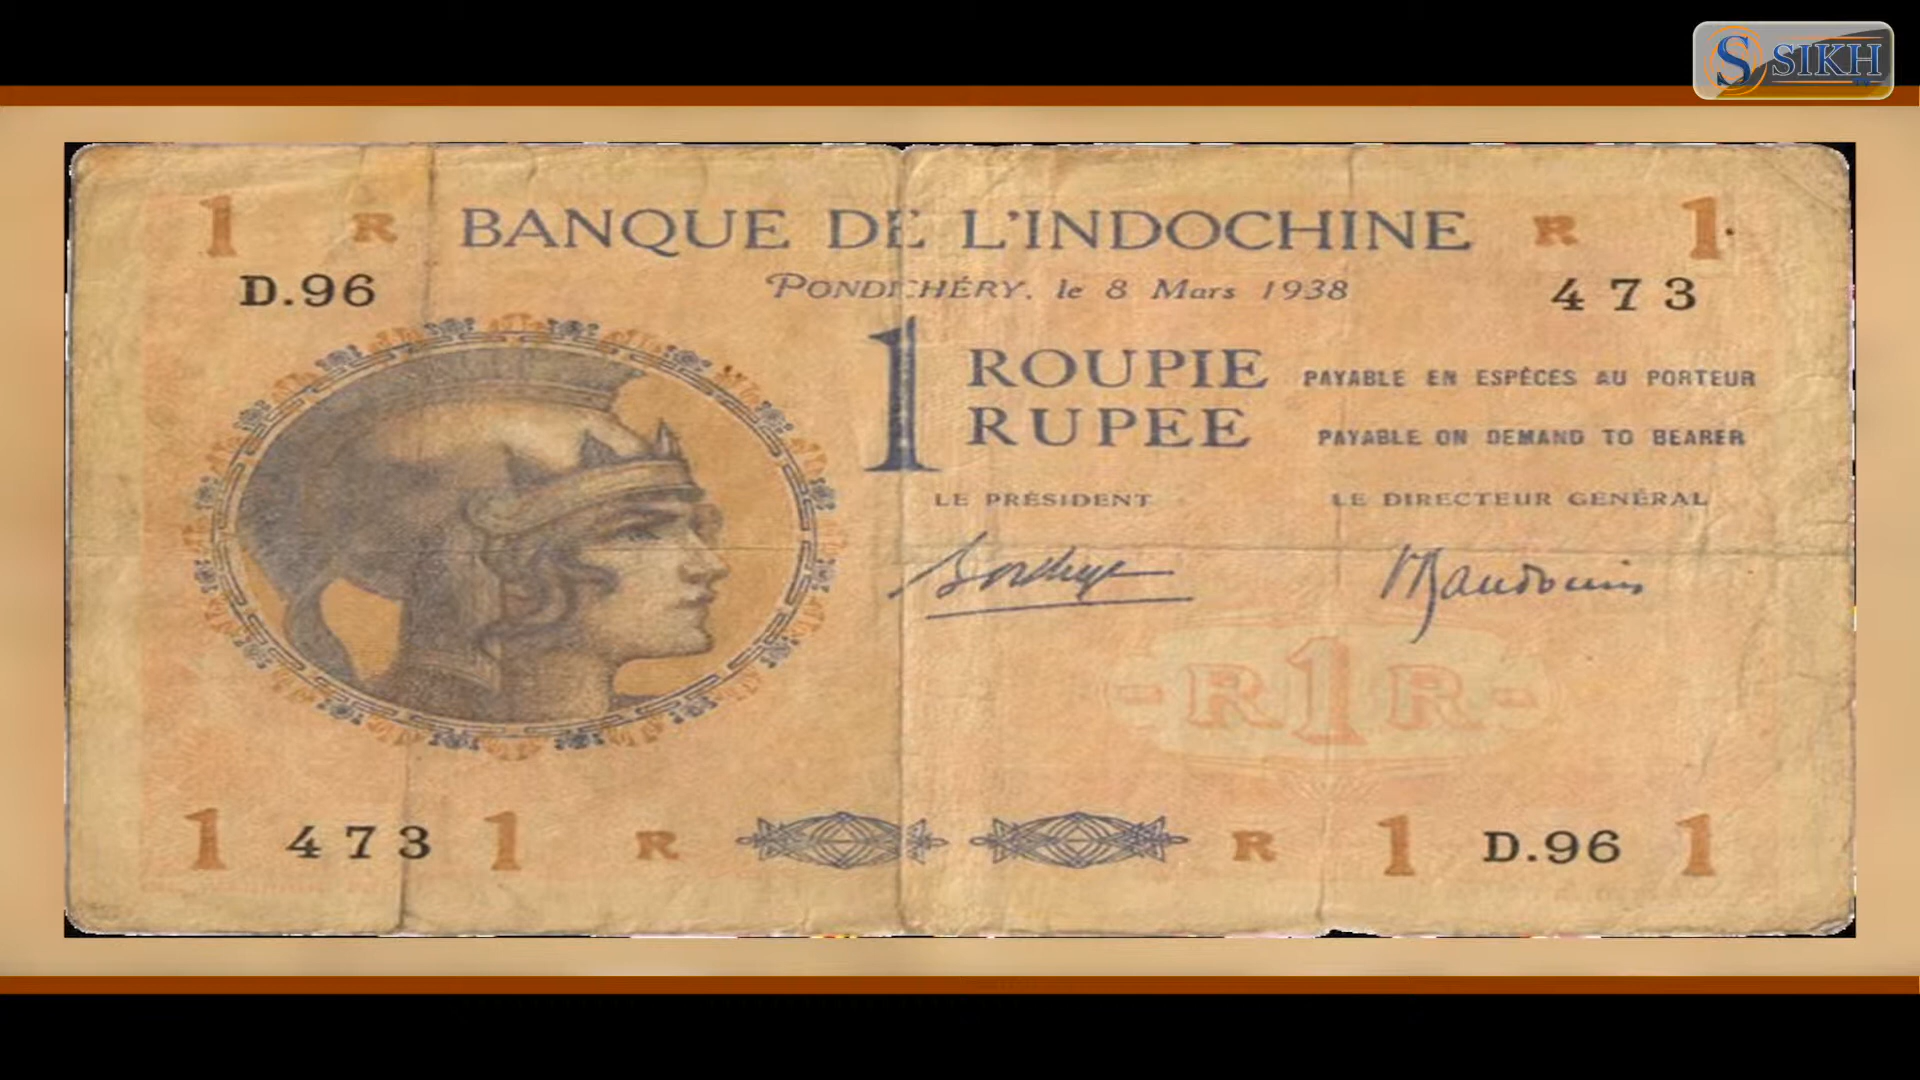 S SIKH
1 R BANQUE DE L'INDOCHINE R 1
D.96 PONDICHÉRY, le 8 Mars 1938 473
1 ROUPIE PAYABLE EN ESPÈCES AU PORTEUR
RUPEE PAYABLE ON DEMAND TO BEARER
LE PRÉSIDENT LE DIRECTEUR GÉNÉRAL
-R1R-
1 473 1 R R 1 D.96 1